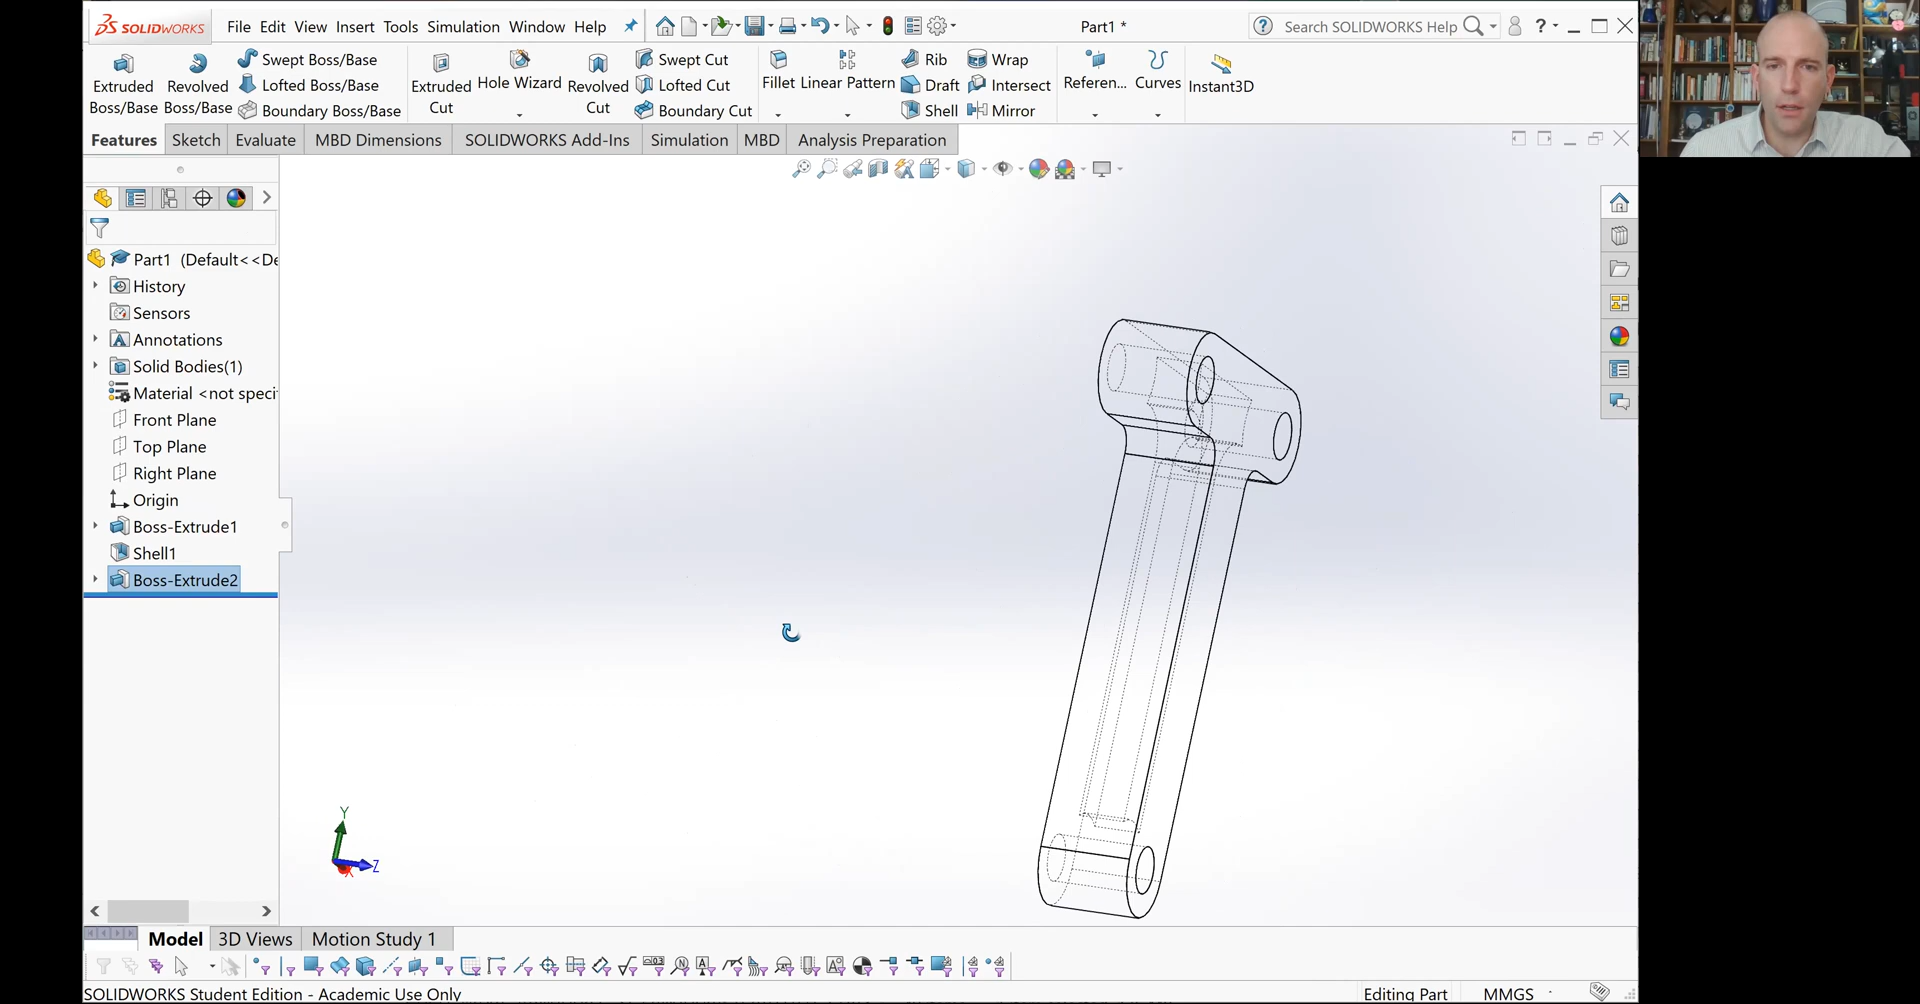 SOLIDWORKS File Edit View Insert Tools Simulation Window Help Part1 * Search SOLIDWORKS Help ?
Extruded Boss/Base
Revolved Boss/Base
Swept Boss/Base
Lofted Boss/Base
Boundary Boss/Base
Extruded Cut
Hole Wizard
Revolved Cut
Swept Cut
Lofted Cut
Boundary Cut
Fillet
Linear Pattern
Rib
Draft
Shell
Wrap
Intersect
Mirror
Referen...
Curves
Instant3D
Features Sketch Evaluate MBD Dimensions SOLIDWORKS Add-Ins Simulation MBD Analysis Preparation
Part1 (Default<<De
History
Sensors
Annotations
Solid Bodies(1)
Material <not speci
Front Plane
Top Plane
Right Plane
Origin
Boss-Extrude1
Shell1
Boss-Extrude2
Y
Z
X
Model 3D Views Motion Study 1
SOLIDWORKS Student Edition - Academic Use Only Editing Part MMGS